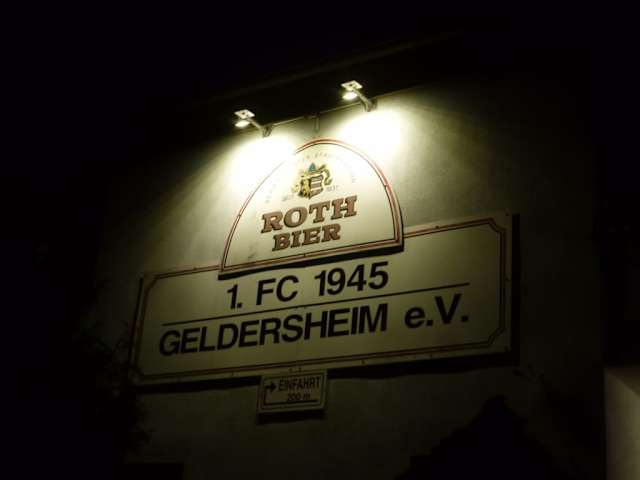 ROTH
BIER
1. FC 1945
GELDERSHEIM e.V.
EINFAHRT
200 m